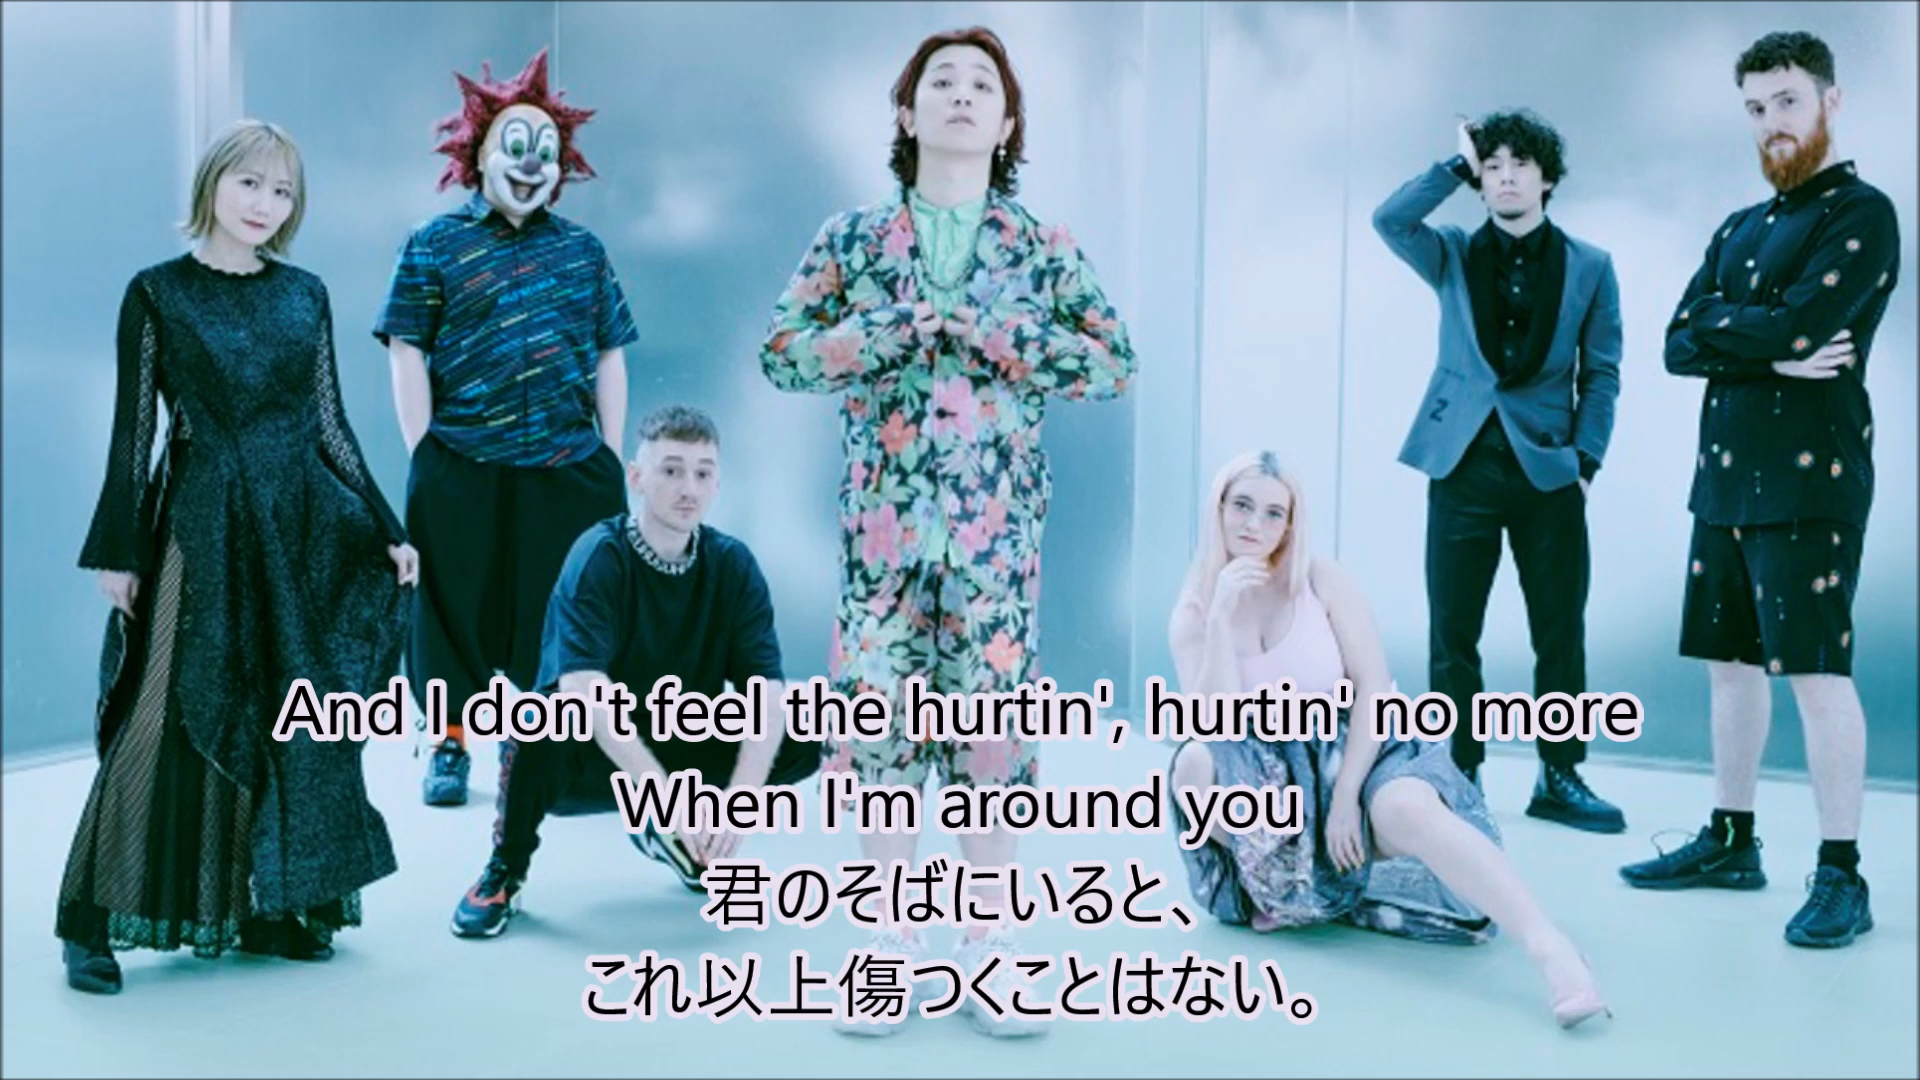 And I don't feel the hurtin', hurtin' no more
When I'm around you
君のそばにいると、
これ以上傷つくことはない。